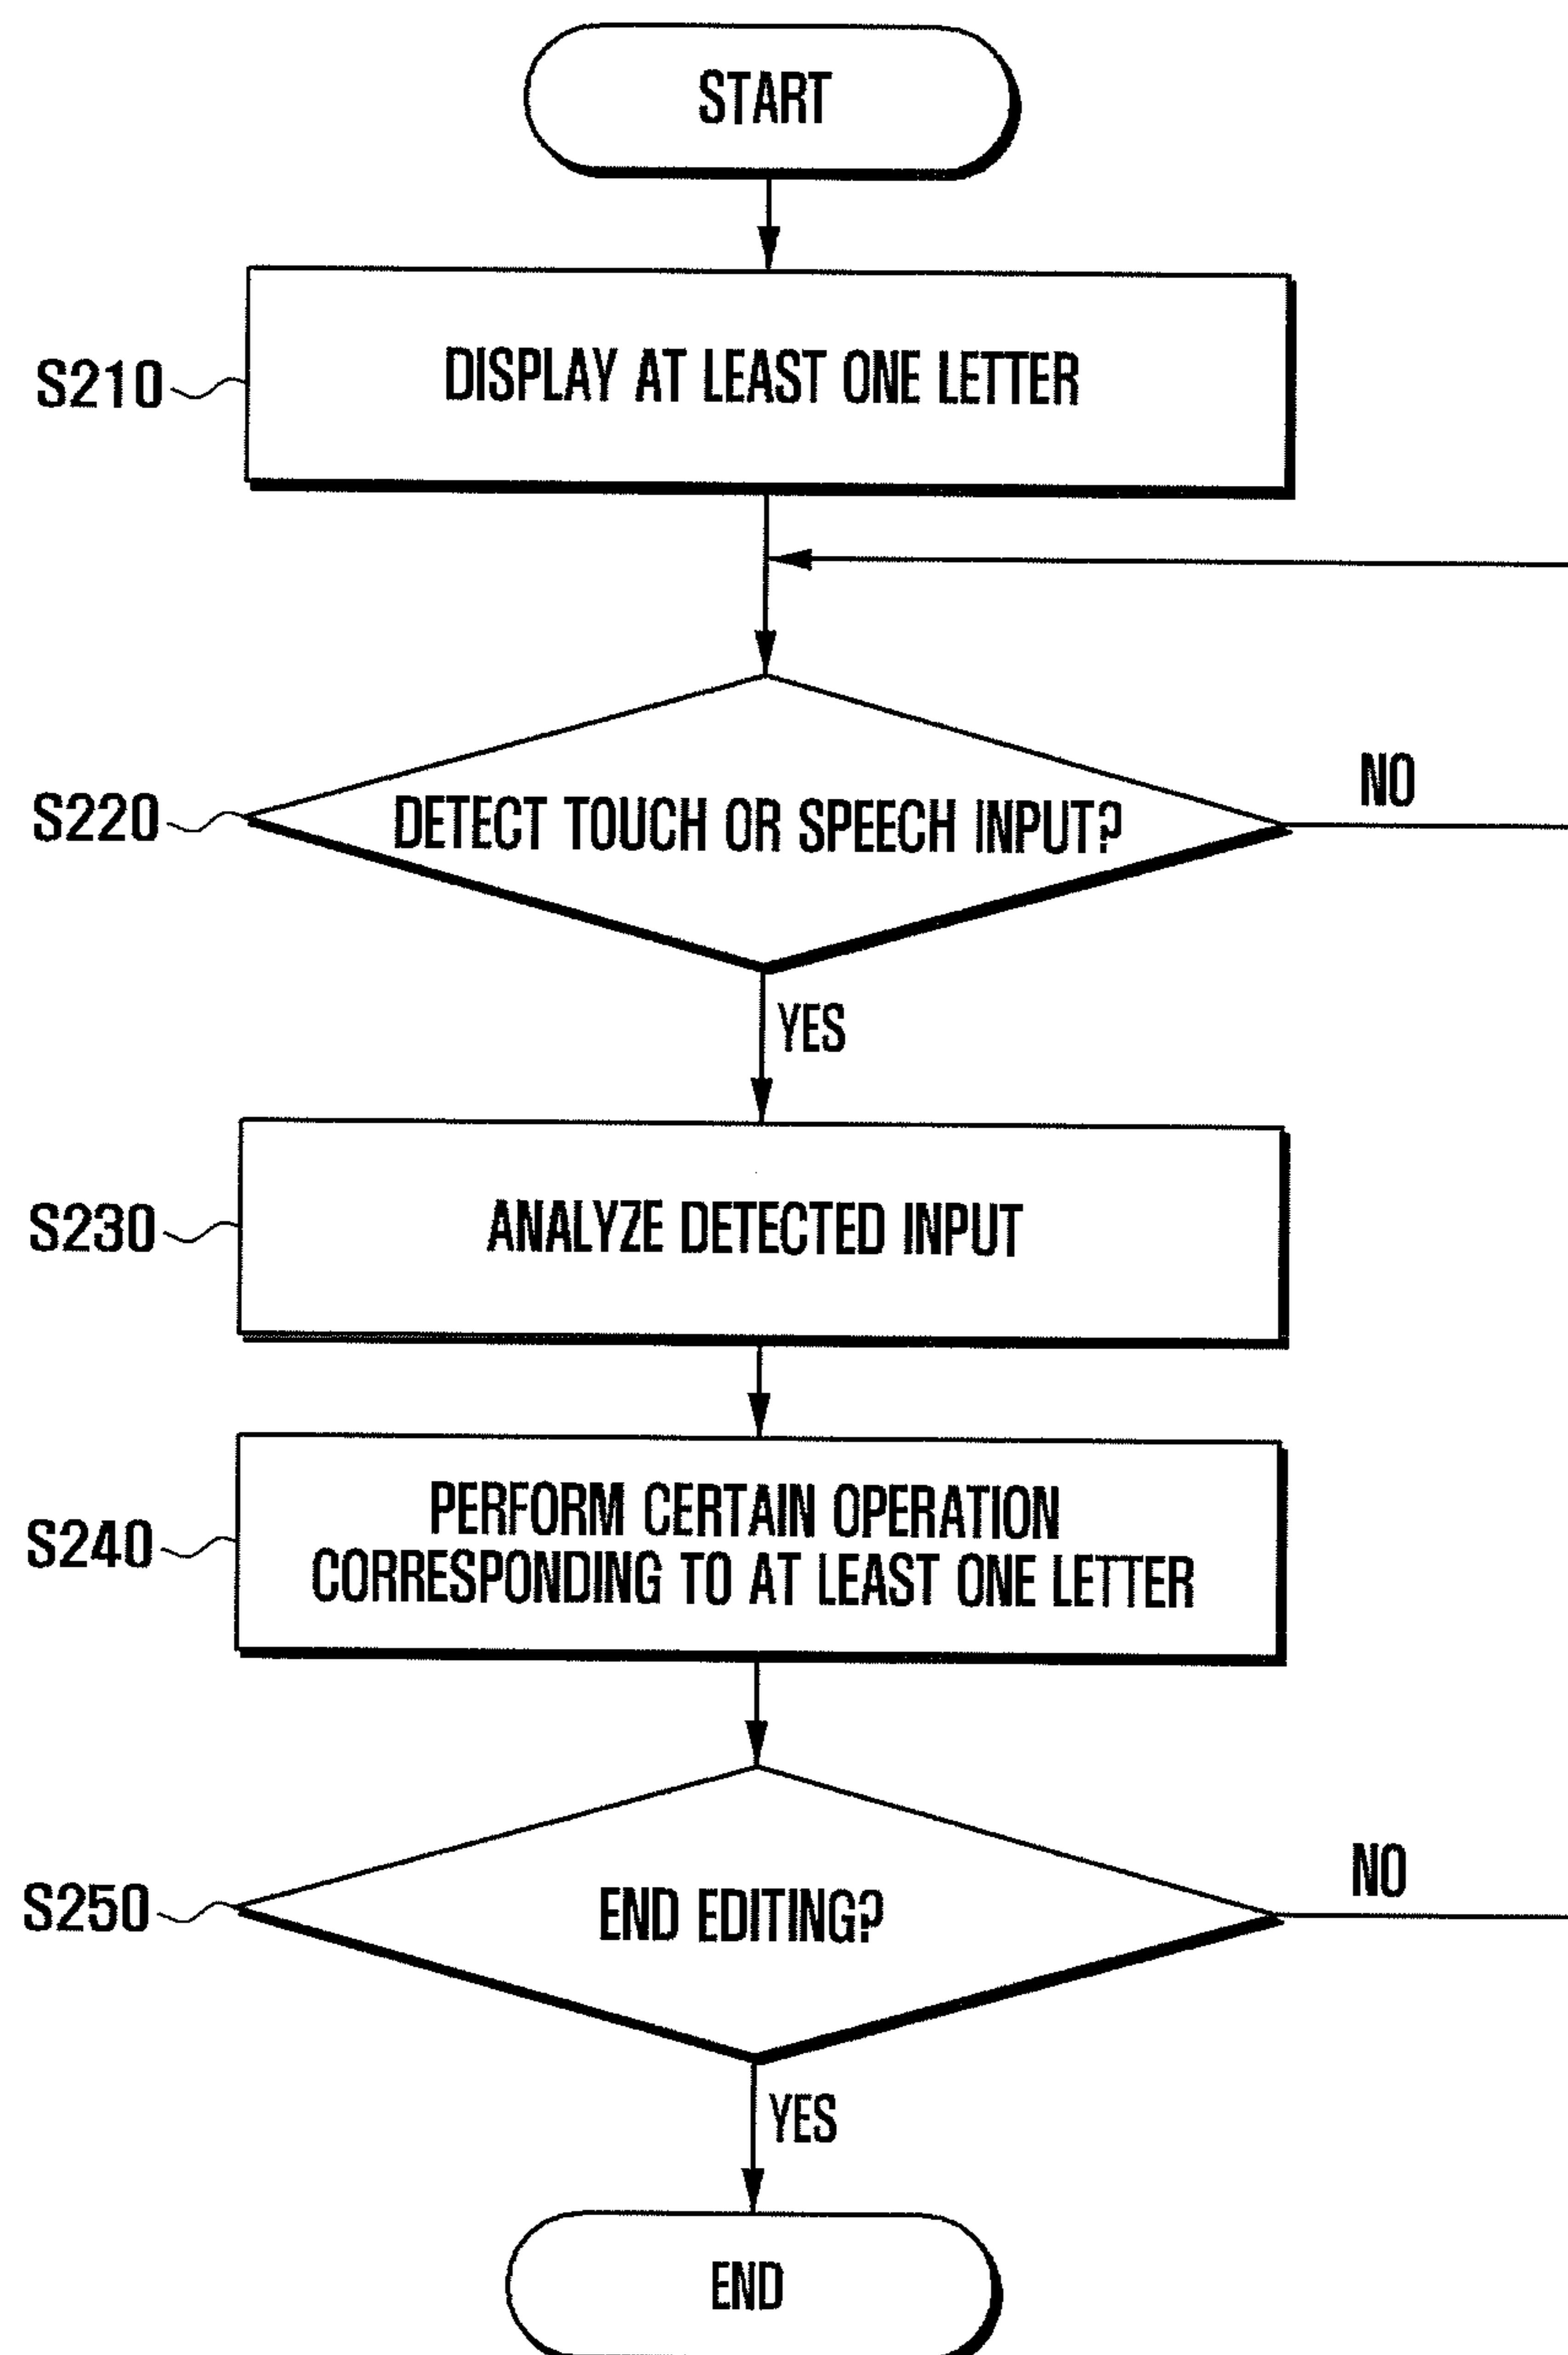 START
S210
DISPLAY AT LEAST ONE LETTER
S220
DETECT TOUCH OR SPEECH INPUT?
NO
YES
S230
ANALYZE DETECTED INPUT
S240
PERFORM CERTAIN OPERATION
CORRESPONDING TO AT LEAST ONE LETTER
S250
END EDITING?
NO
YES
END